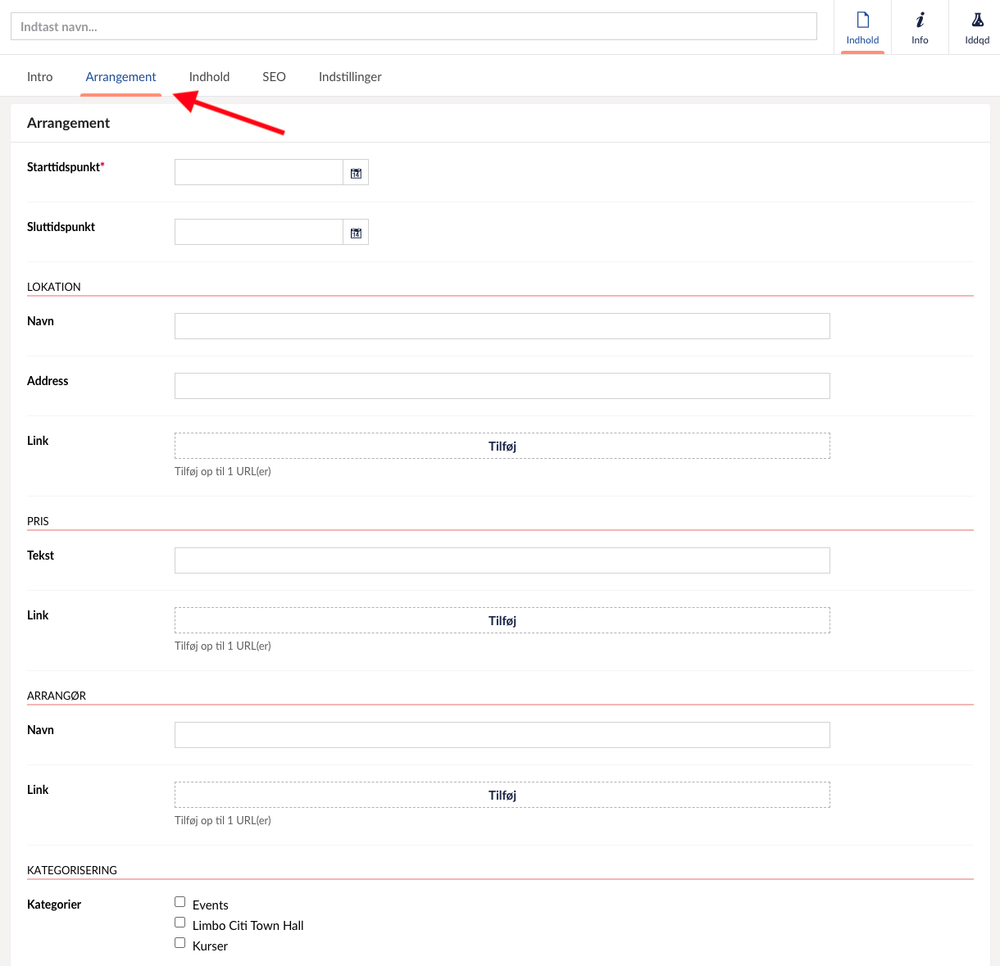 Indtast navn...
Indhold
Info
Iddqd
Intro
Arrangement
Indhold
SEO
Indstillinger
Arrangement
Starttidspunkt*
Sluttidspunkt
LOKATION
Navn
Address
Link
Tilføj
Tilføj op til 1 URL(er)
PRIS
Tekst
Link
Tilføj
Tilføj op til 1 URL(er)
ARRANGØR
Navn
Link
Tilføj
Tilføj op til 1 URL(er)
KATEGORISERING
Kategorier
Events
Limbo Citi Town Hall
Kurser